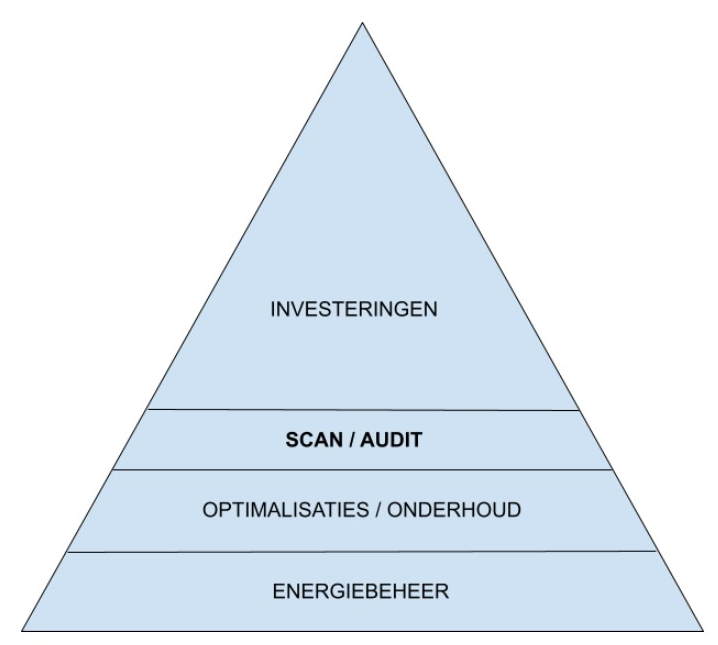 INVESTERINGEN
SCAN / AUDIT
OPTIMALISATIES / ONDERHOUD
ENERGIEBEHEER